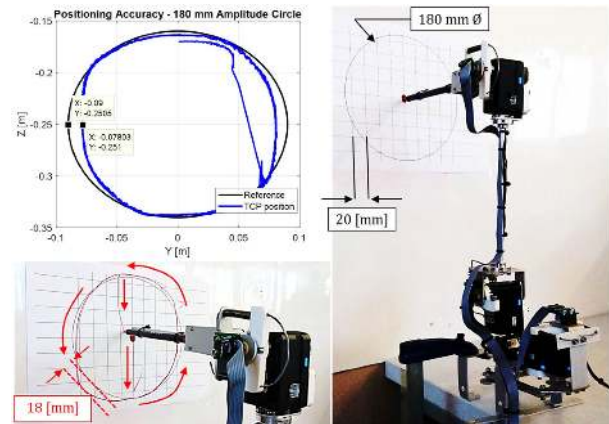 Positioning Accuracy - 180 mm Amplitude Circle
-0.15
-0.2
-0.25
-0.3
-0.35
Z [m]
X: -0.09
Y: -0.2505
X: -0.07803
Y: -0.251
Reference
TCP position
-0.1
-0.05
0
0.05
0.1
Y [m]
18 [mm]
180 mm Ø
20 [mm]